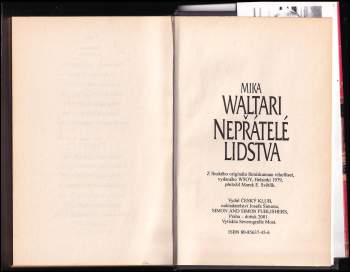 MIKA
WALTARI
NEPŘÁTELÉ
LIDSTVA
Z finského originálu Ihmiskunnan viholliset,
vydaného WSOY, Helsinki 1979,
přeložil Marek E. Světlík
Vydal ČESKÝ KLUB,
nakladatelství Josefa Šimona,
SIMON AND SIMON PUBLISHERS,
Praha - dotisk 2001.
Vytiskla Severografie Most.
ISBN 80-85637-45-6